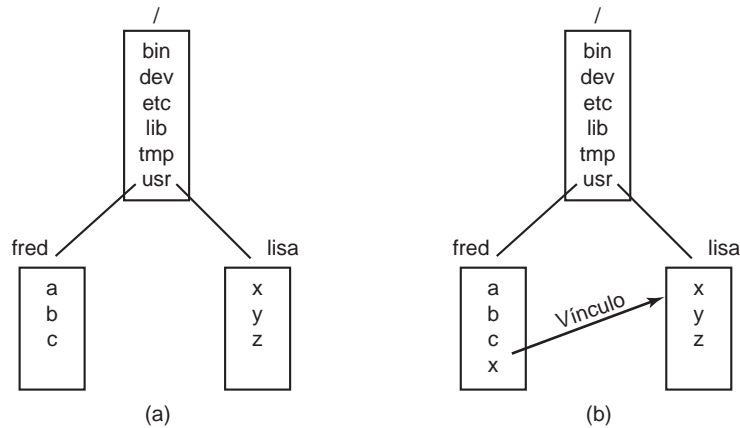 /
bin
dev
etc
lib
tmp
usr
fred
lisa
a
b
c
x
y
z
(a)
/
bin
dev
etc
lib
tmp
usr
fred
lisa
a
b
c
x
Vínculo
x
y
z
(b)